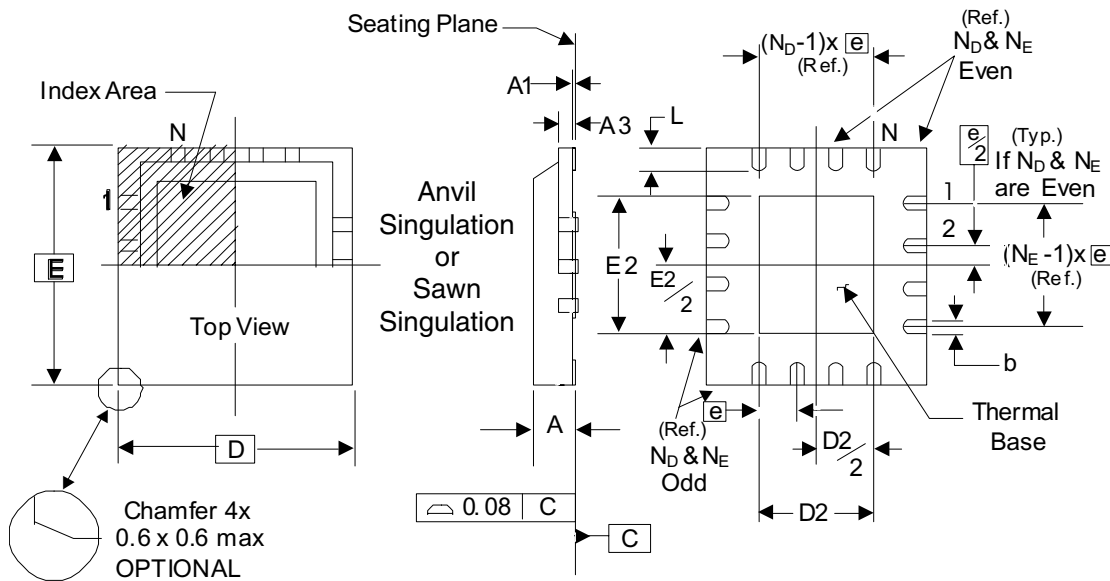 Seating Plane
(Ref.)
N_D & N_E
Even
(N_D-1)x e
(Ref.)
Index Area
A1
A3
L
N
N
e/2
(Typ.)
If N_D & N_E
are Even
1
1
2
Anvil
Singulation
or
Sawn
Singulation
E
E2
E2/2
(N_E-1)x e
(Ref.)
Top View
b
e
A
(Ref.)
N_D & N_E
Odd
D2/2
Thermal
Base
D
D2
0.08 C
C
Chamfer 4x
0.6 x 0.6 max
OPTIONAL